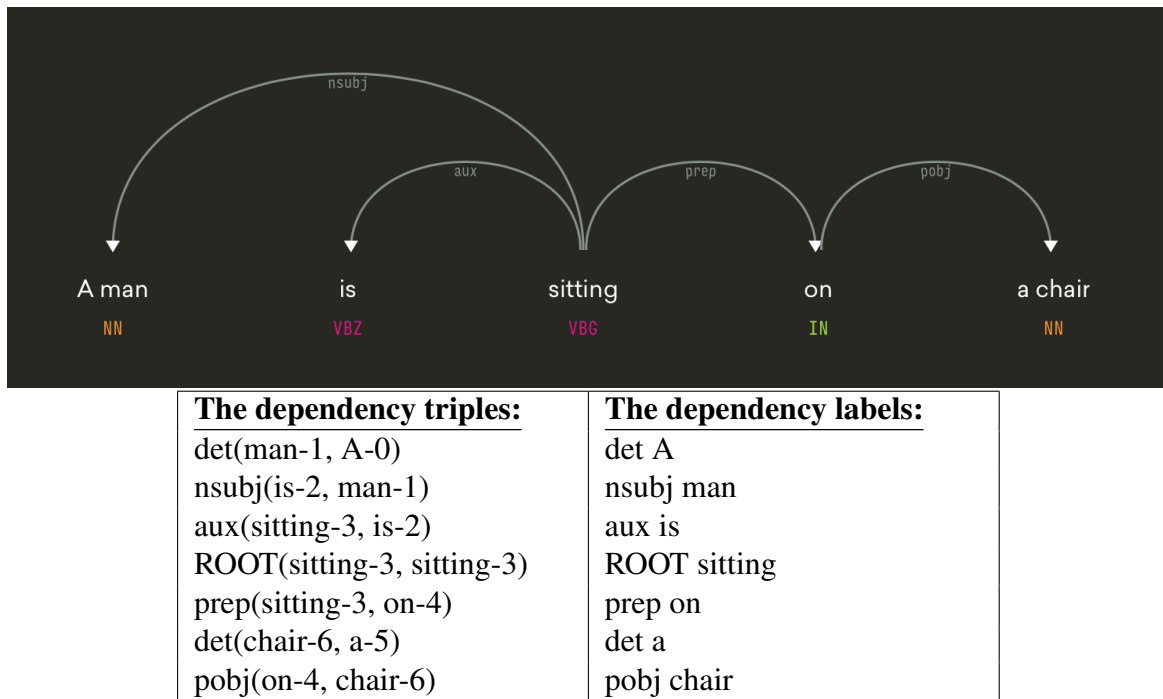 nsubj
aux prep pobj
A man is sitting on a chair
NN VBZ VBG IN NN
The dependency triples: The dependency labels:
det(man-1, A-0) det A
nsubj(is-2, man-1) nsubj man
aux(sitting-3, is-2) aux is
ROOT(sitting-3, sitting-3) ROOT sitting
prep(sitting-3, on-4) prep on
det(chair-6, a-5) det a
pobj(on-4, chair-6) pobj chair